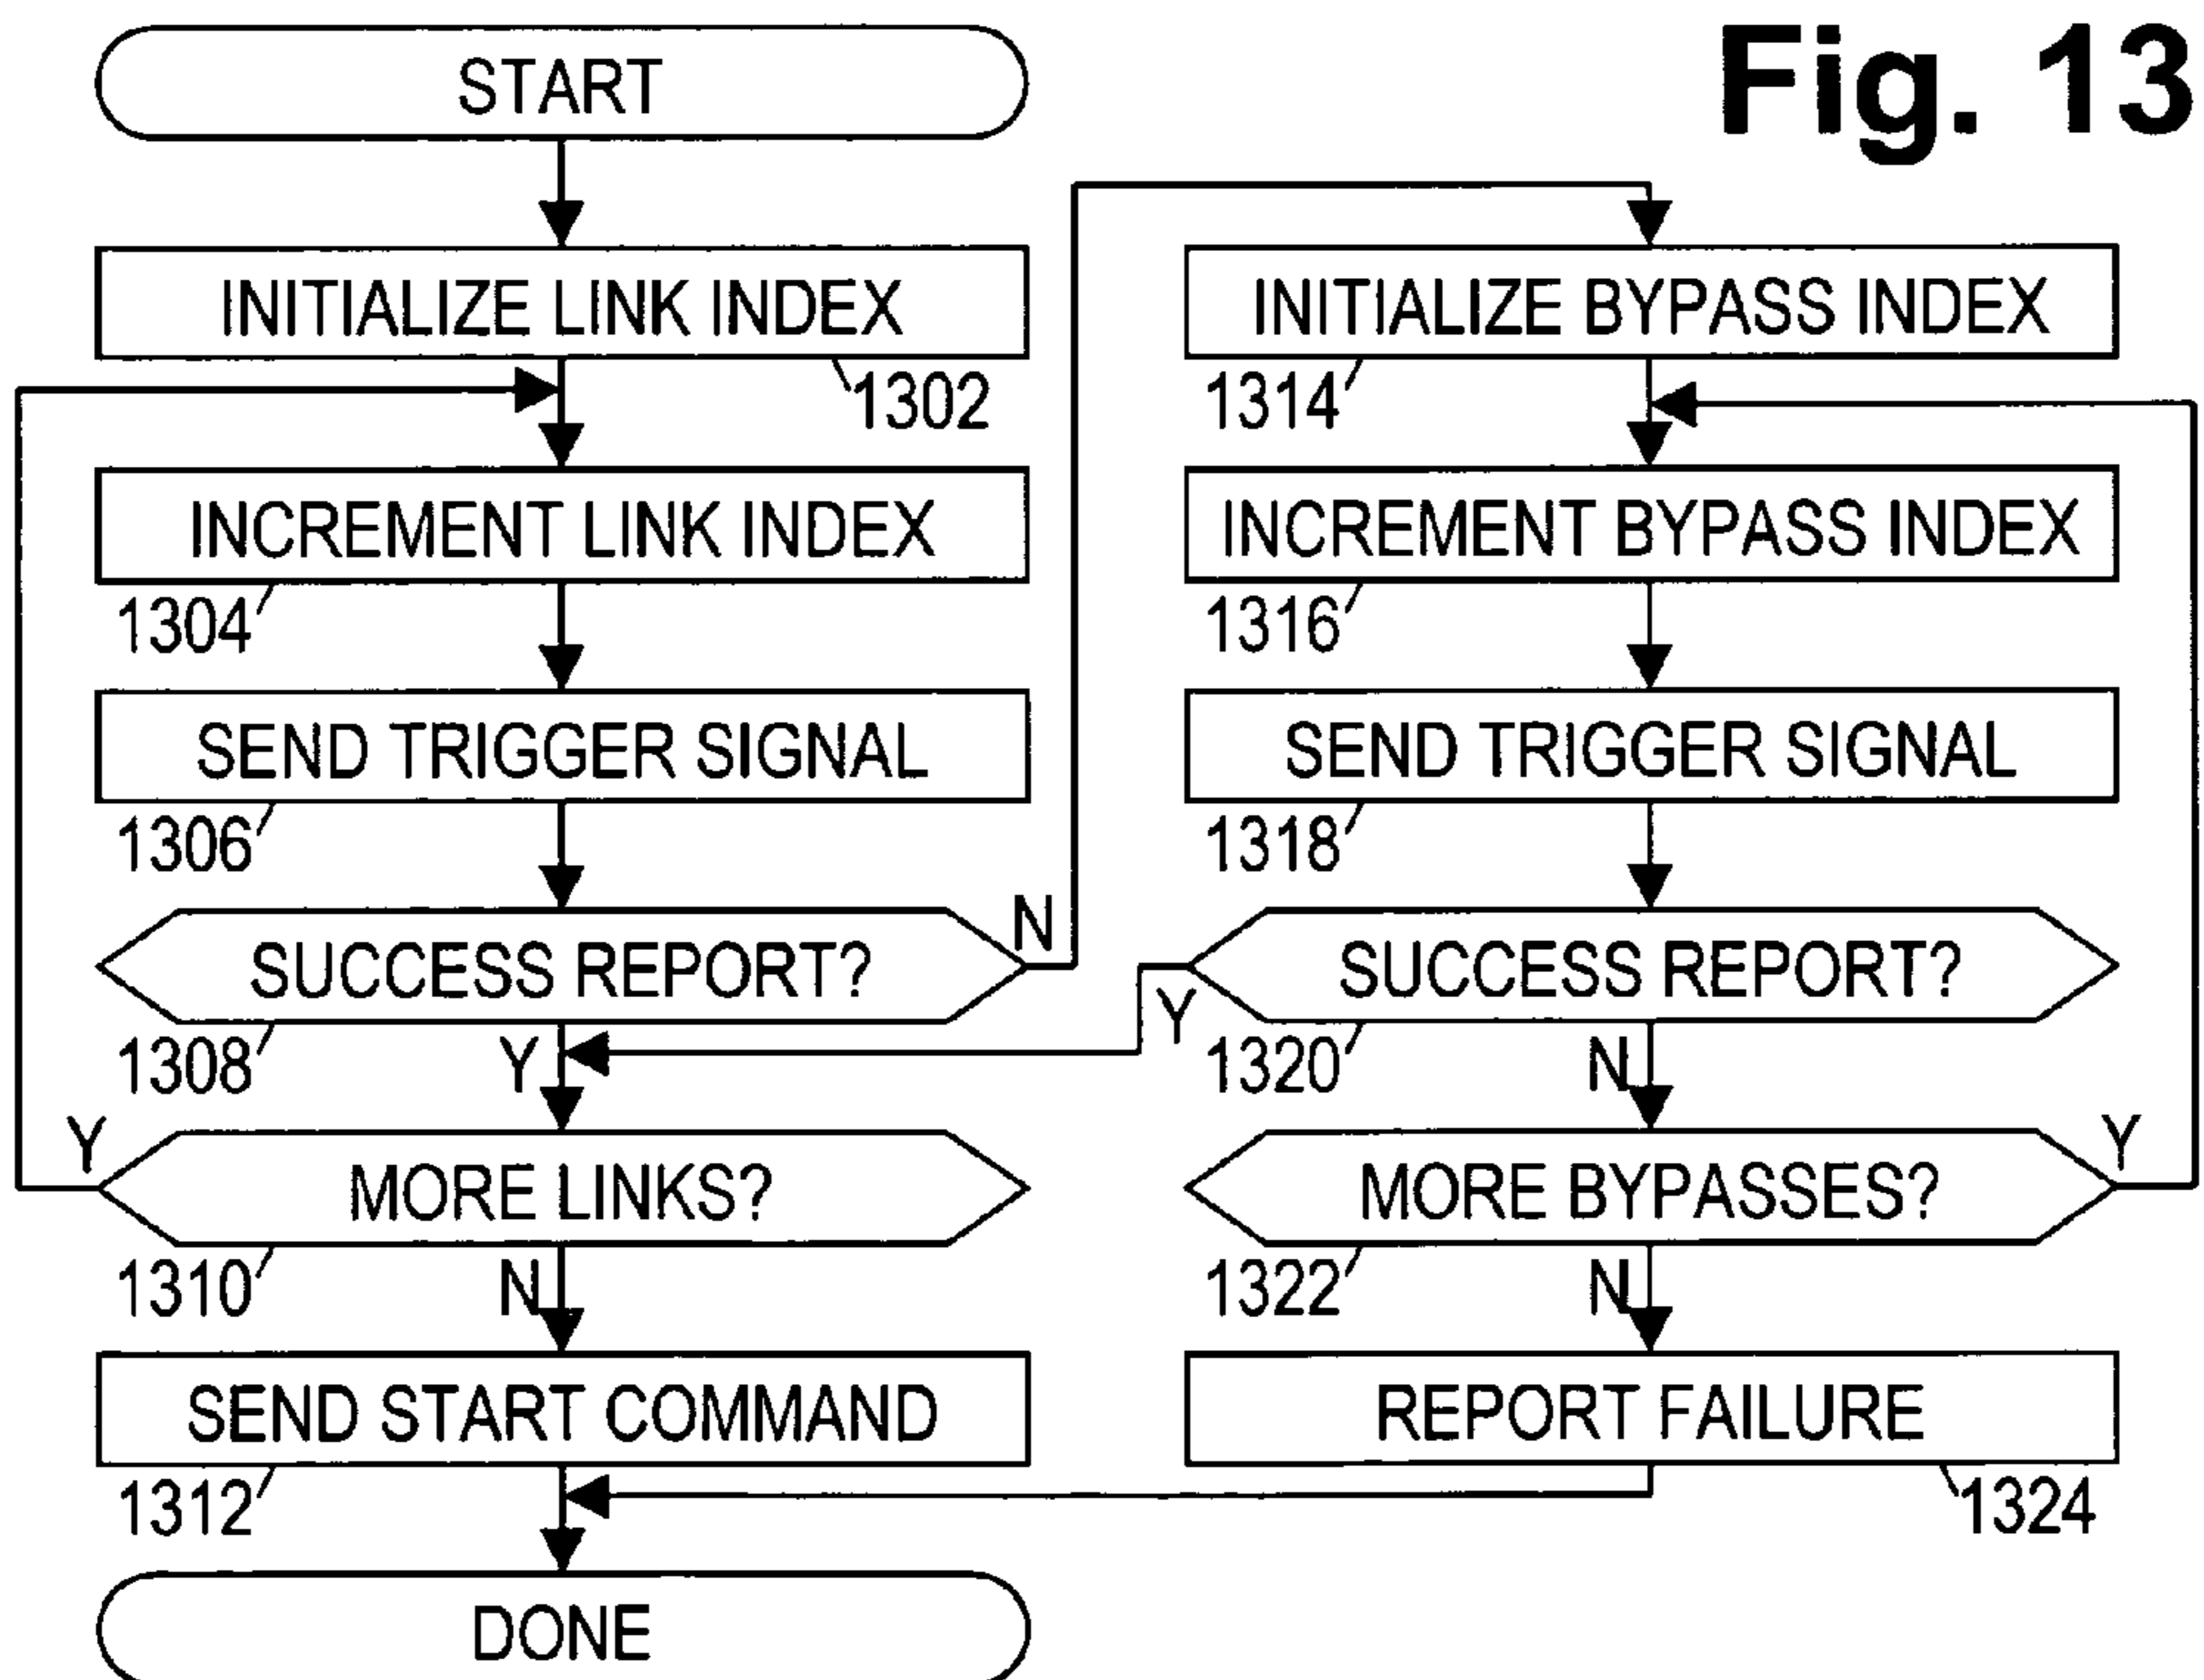 Fig. 13
START
INITIALIZE LINK INDEX
1302
INCREMENT LINK INDEX
1304
SEND TRIGGER SIGNAL
1306
SUCCESS REPORT?
N
1308
Y
MORE LINKS?
Y
1310
N
SEND START COMMAND
1312
DONE
INITIALIZE BYPASS INDEX
1314
INCREMENT BYPASS INDEX
1316
SEND TRIGGER SIGNAL
1318
SUCCESS REPORT?
Y
1320
N
MORE BYPASSES?
Y
1322
N
REPORT FAILURE
1324